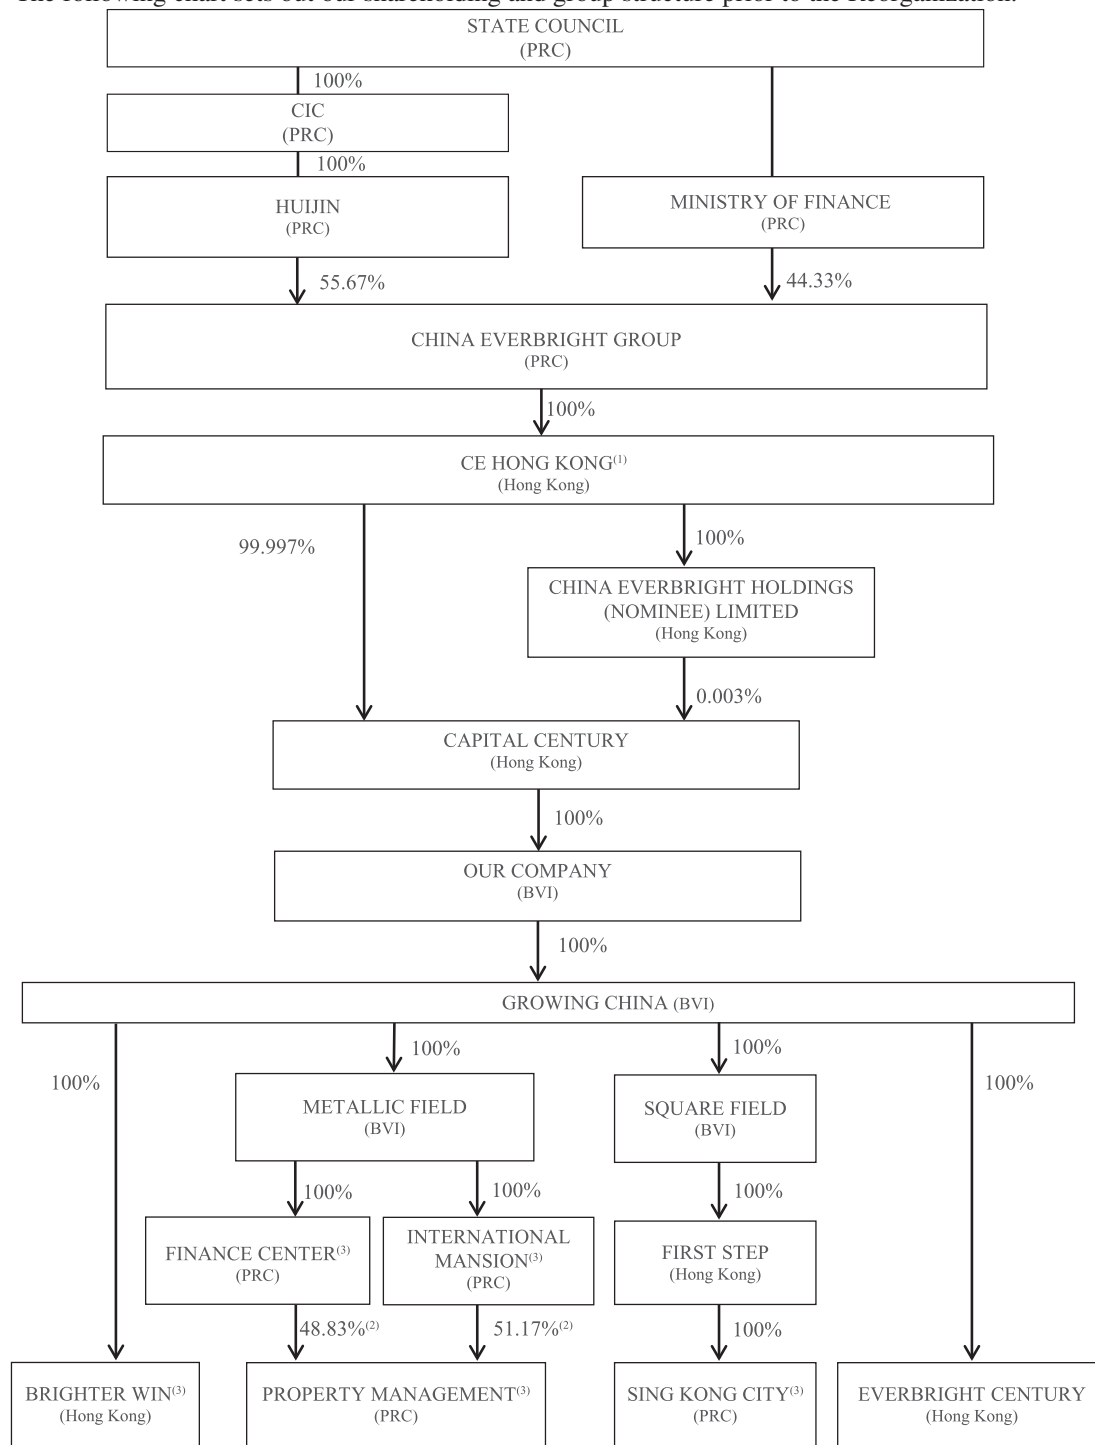 The following chart sets out our shareholding and group structure prior to the Reorganization:
STATE COUNCIL
(PRC)
100%
CIC
(PRC)
100%
HUIJIN
(PRC)
MINISTRY OF FINANCE
(PRC)
55.67%
44.33%
CHINA EVERBRIGHT GROUP
(PRC)
100%
CE HONG KONG(1)
(Hong Kong)
99.997%
100%
CHINA EVERBRIGHT HOLDINGS
(NOMINEE) LIMITED
(Hong Kong)
0.003%
CAPITAL CENTURY
(Hong Kong)
100%
OUR COMPANY
(BVI)
100%
GROWING CHINA (BVI)
100%
100%
100%
100%
METALLIC FIELD
(BVI)
SQUARE FIELD
(BVI)
100%
100%
100%
FINANCE CENTER(3)
(PRC)
INTERNATIONAL
MANSION(3)
(PRC)
FIRST STEP
(Hong Kong)
48.83%(2)
51.17%(2)
100%
BRIGHTER WIN(3)
(Hong Kong)
PROPERTY MANAGEMENT(3)
(PRC)
SING KONG CITY(3)
(PRC)
EVERBRIGHT CENTURY
(Hong Kong)